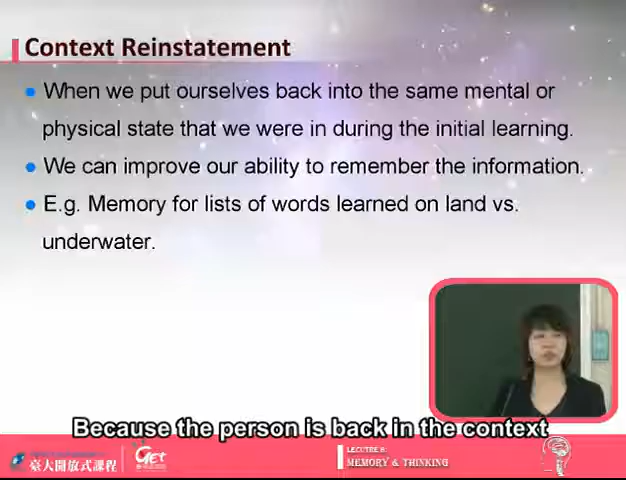 Context Reinstatement
When we put ourselves back into the same mental or
physical state that we were in during the initial learning.
We can improve our ability to remember the information.
E.g. Memory for lists of words learned on land vs.
underwater.
Because the person is back in the context
臺大開放式課程
GET
LECTURE 8:
MEMORY & THINKING